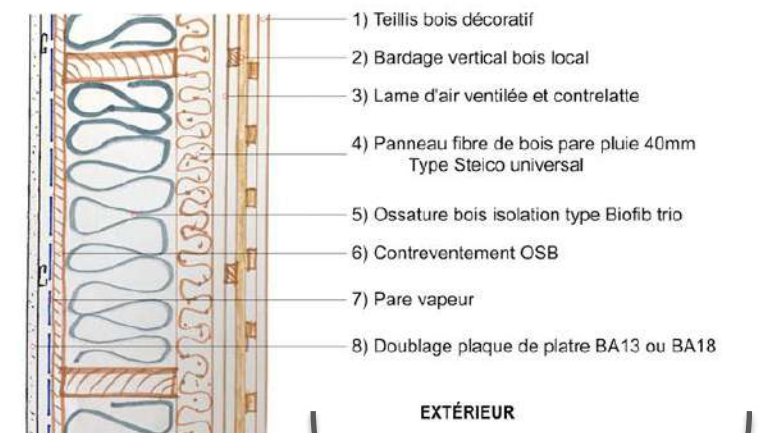 1) Teillis bois décoratif
2) Bardage vertical bois local
3) Lame d'air ventilée et contrelatte
4) Panneau fibre de bois pare pluie 40mm
Type Steico universal
5) Ossature bois isolation type Biofib trio
6) Contreventement OSB
7) Pare vapeur
8) Doublage plaque de platre BA13 ou BA18
EXTÉRIEUR